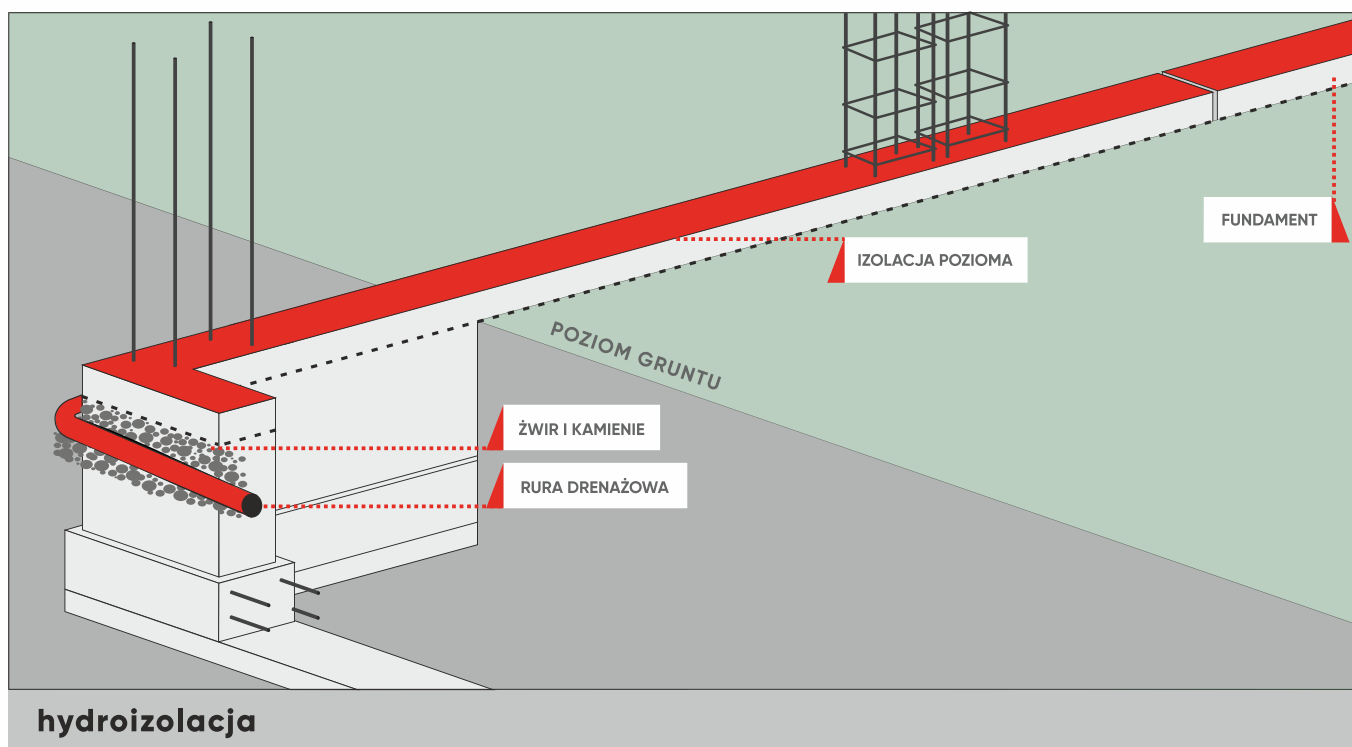 FUNDAMENT
IZOLACJA POZIOMA
POZIOM GRUNTU
ŻWIR I KAMIENIE
RURA DRENAŻOWA
hydroizolacja